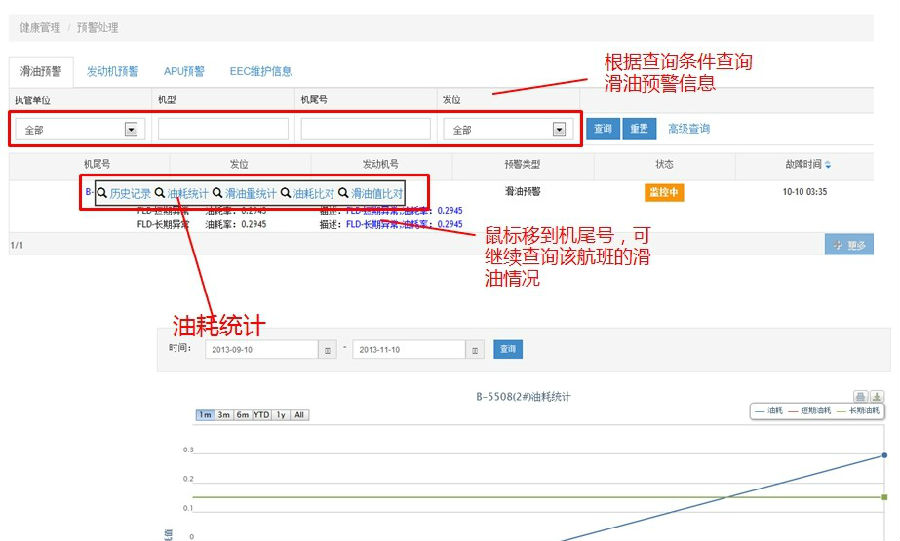 健康管理 / 预警处理
滑油预警 发动机预警 APU预警 EEC维护信息
根据查询条件查询
滑油预警信息
执管单位 机型 机尾号 发位
全部 全部 查询 重置 高级查询
机尾号 发位 发动机号 预警类型 状态 故障时间
B- 历史记录 油耗统计 滑油量统计 油耗比对 滑油值比对 滑油预警 监控中 10-10 03:35
FLD-短期异常 油耗率: 0.2945 描述: FLD-短期异常,油耗率: 0.2945
FLD-长期异常 油耗率: 0.2945 描述: FLD-长期异常,油耗率: 0.2945
1/1 更多
鼠标移到机尾号，可
继续查询该航班的滑
油情况
油耗统计
时间: 2013-09-10 - 2013-11-10 查询
B-5508(2#)油耗统计
1m 3m 6m YTD 1y All
油耗 短期油耗 长期油耗
0.3
0.2
0.1
0
耗值